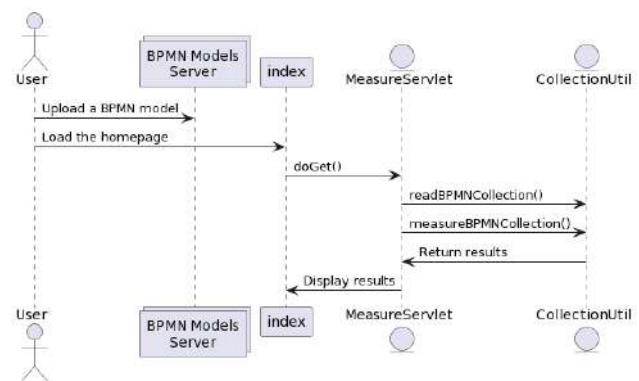 User
BPMN Models
Server
index
MeasureServlet
CollectionUtil
Upload a BPMN model
Load the homepage
doGet()
readBPMNCollection()
measureBPMNCollection()
Return results
Display results
User
BPMN Models
Server
index
MeasureServlet
CollectionUtil